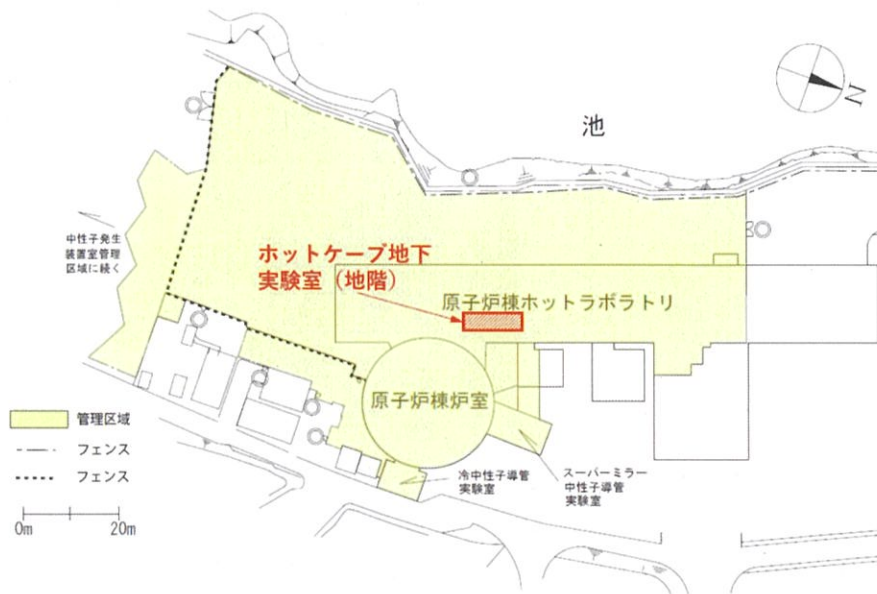 N
池
中性子発生
装置室管理
区域に続く
ホットケーブ地下
実験室（地階）
原子炉棟ホットラボラトリ
原子炉棟炉室
管理区域
フェンス
フェンス
冷中性子導管
実験室
スーパーミラー
中性子導管
実験室
0m 20m